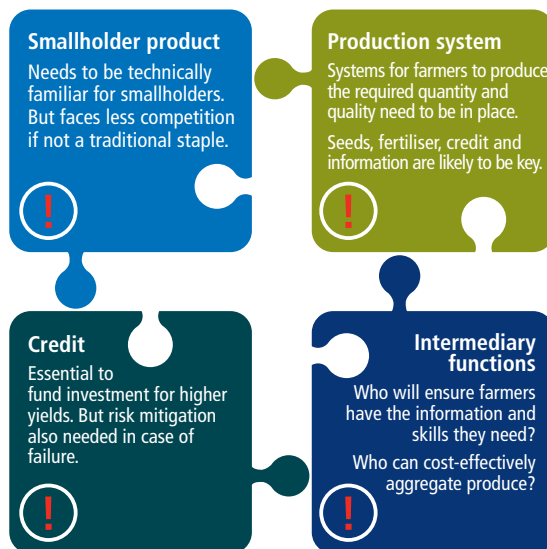 Smallholder product
Needs to be technically
familiar for smallholders.
But faces less competition
if not a traditional staple.
!
Production system
Systems for farmers to produce
the required quantity and
quality need to be in place.
Seeds, fertiliser, credit and
information are likely to be key.
!
Credit
Essential to
fund investment for higher
yields. But risk mitigation
also needed in case of
failure.
!
Intermediary
functions
Who will ensure farmers
have the information and
skills they need?
Who can cost-effectively
aggregate produce?
!